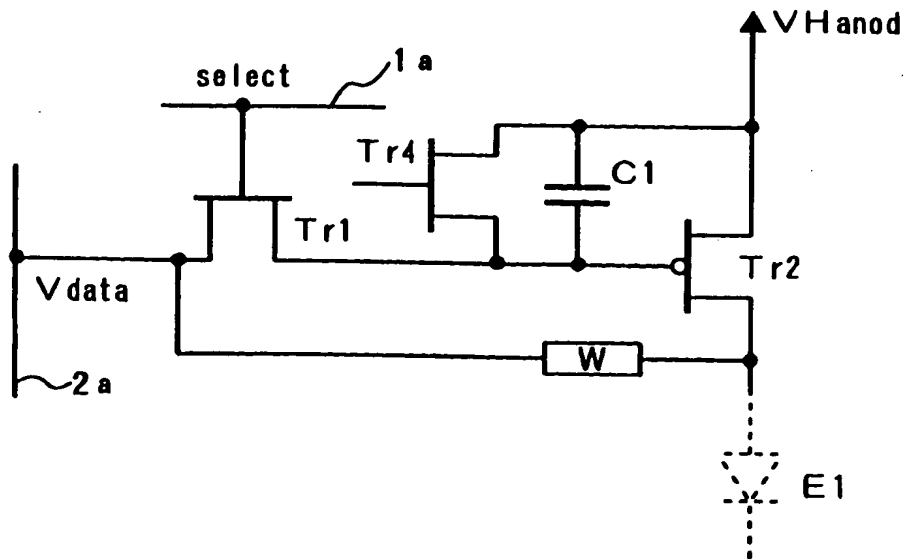 VHanod
select
1a
Tr4
C1
Tr1
Tr2
Vdata
W
2a
E1